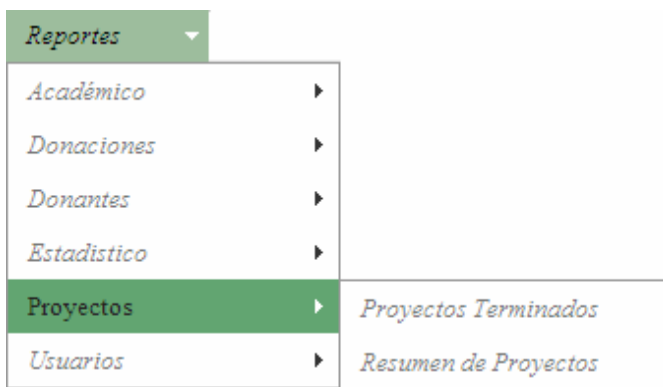 Reportes
Académico
Donaciones
Donantes
Estadistico
Proyectos
Proyectos Terminados
Usuarios
Resumen de Proyectos